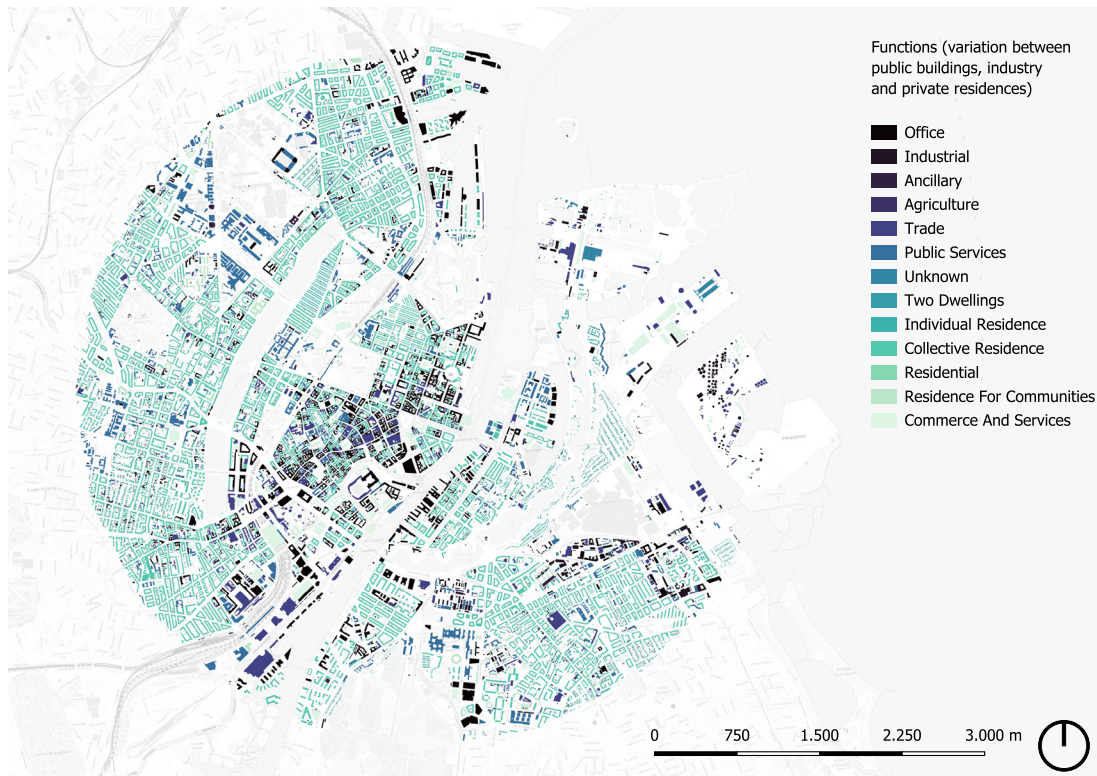 Functions (variation between
public buildings, industry
and private residences)
Office
Industrial
Ancillary
Agriculture
Trade
Public Services
Unknown
Two Dwellings
Individual Residence
Collective Residence
Residential
Residence For Communities
Commerce And Services
0 750 1.500 2.250 3.000 m